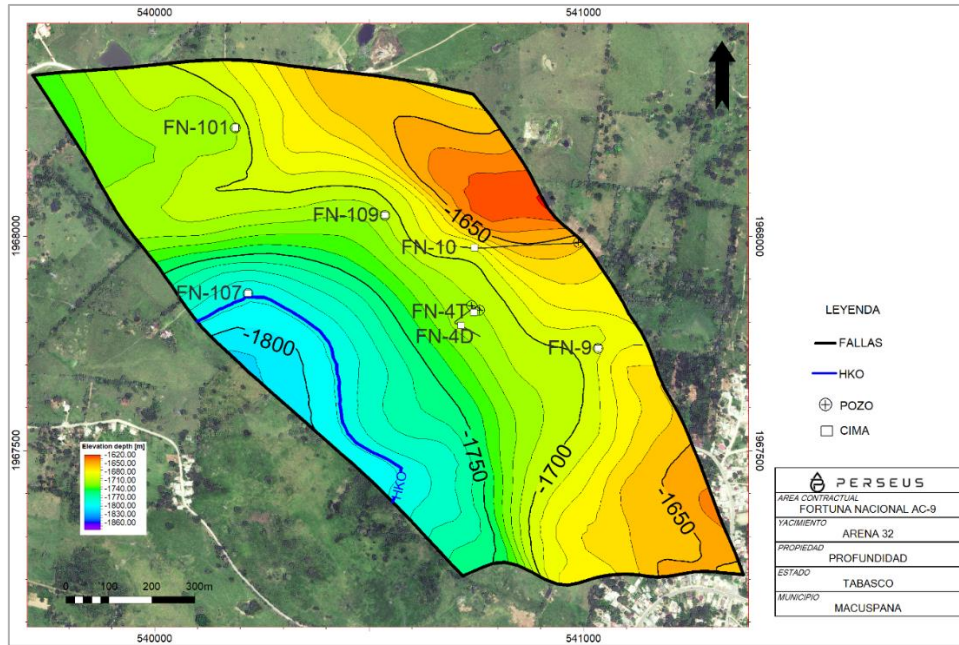 540000
541000
FN-101
FN-109
-1650
FN-10
1968000
1968000
FN-107
FN-4T
FN-4D
FN-9
-1800
-1750
-1700
1967500
1967500
HKO
-1650
Elevation depth [m]
-1620.00
-1650.00
-1680.00
-1710.00
-1740.00
-1770.00
-1800.00
-1830.00
-1860.00
0 100 200 300m
540000
541000
LEYENDA
FALLAS
HKO
POZO
CIMA
PERSEUS
AREA CONTRACTUAL
FORTUNA NACIONAL AC-9
YACIMIENTO
ARENA 32
PROPIEDAD
PROFUNDIDAD
ESTADO
TABASCO
MUNICIPIO
MACUSPANA